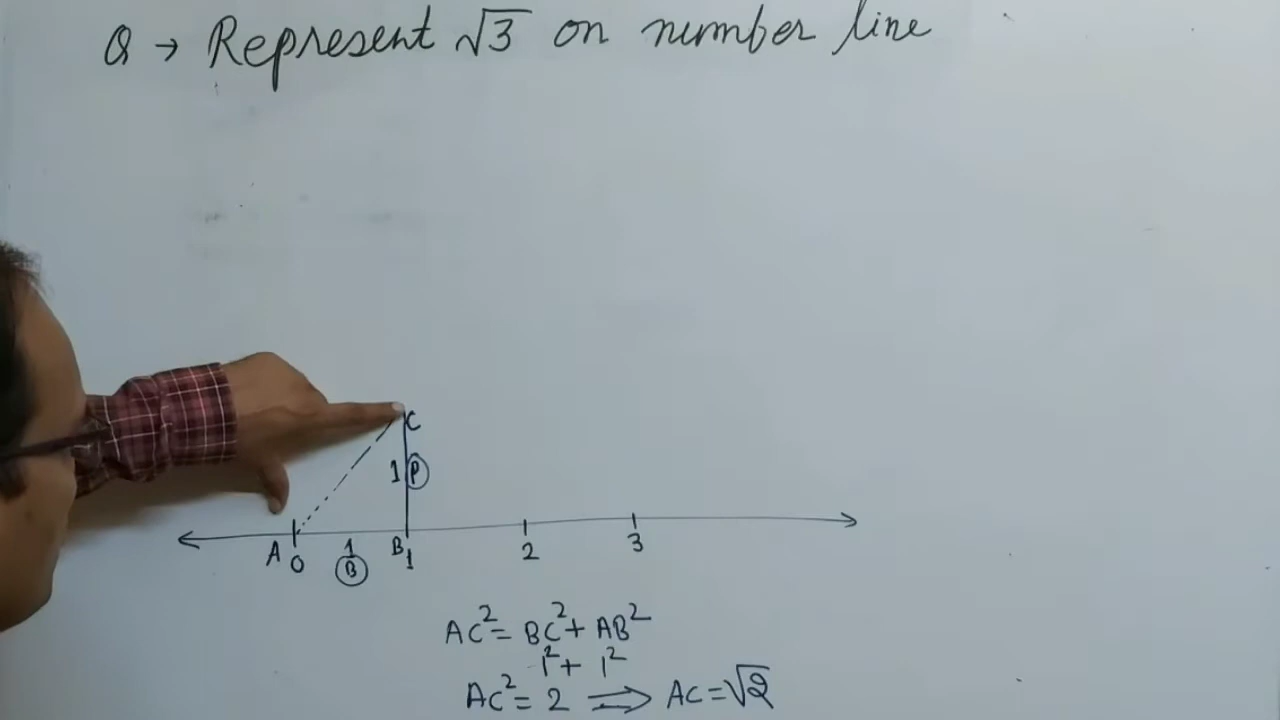 Q → Represent √3 on number line
C
1 P
A 0 1 B B 1 2 3
AC² = BC² + AB²
1² + 1²
AC² = 2 ⟹ AC = √2